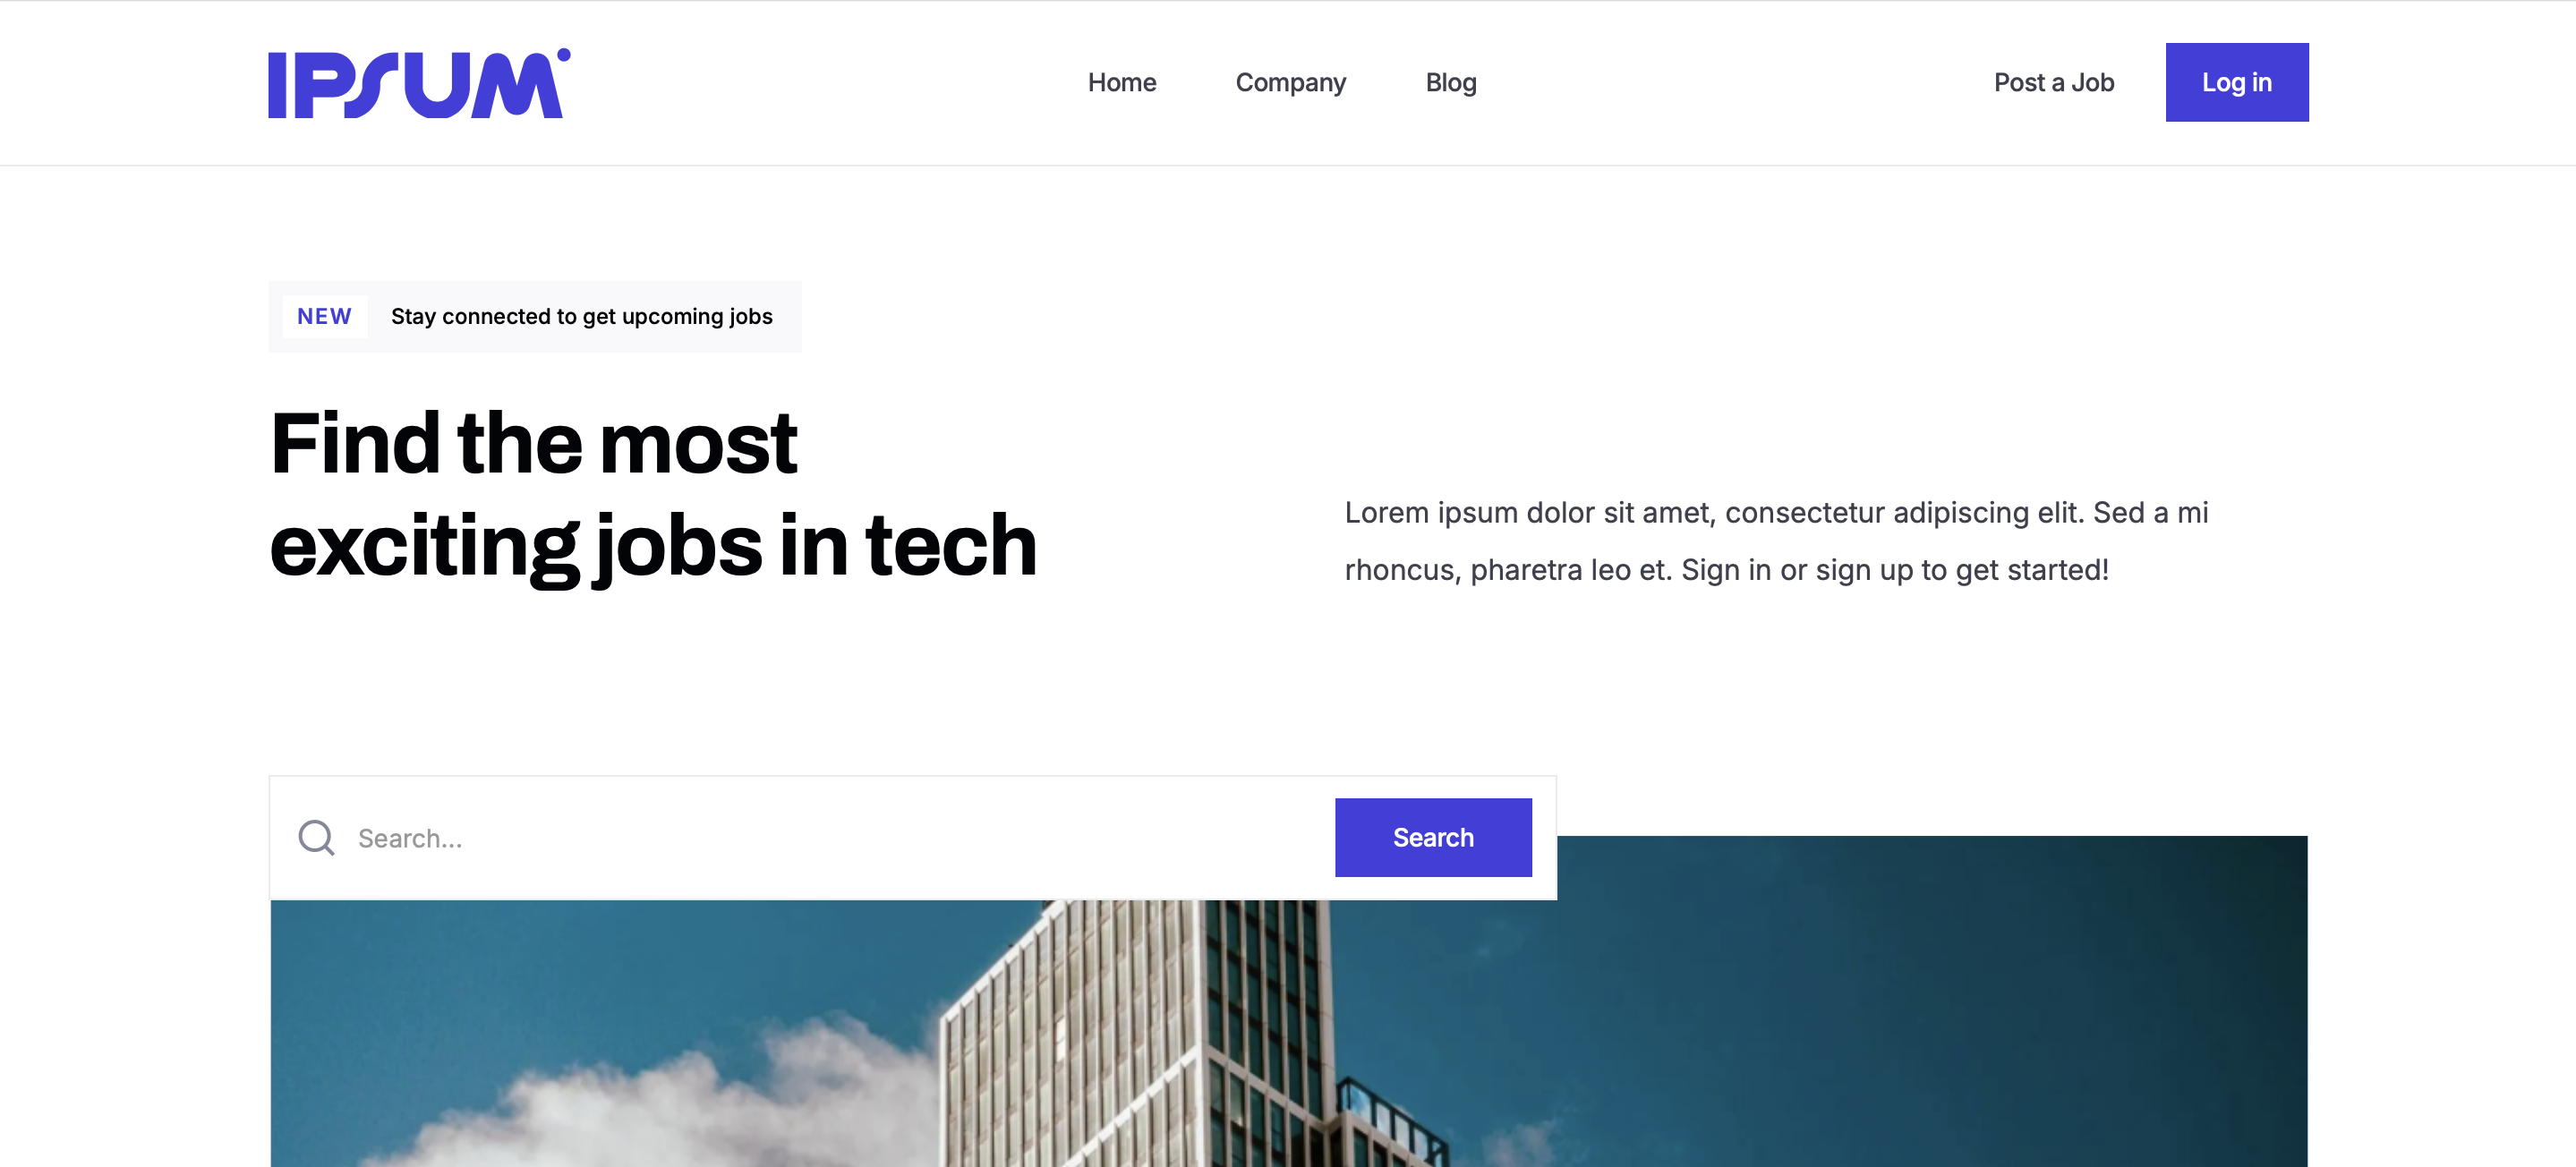 IPSUM
Home
Company
Blog
Post a Job
Log in
NEW
Stay connected to get upcoming jobs
Find the most
exciting jobs in tech
Lorem ipsum dolor sit amet, consectetur adipiscing elit. Sed a mi
rhoncus, pharetra leo et. Sign in or sign up to get started!
Search...
Search